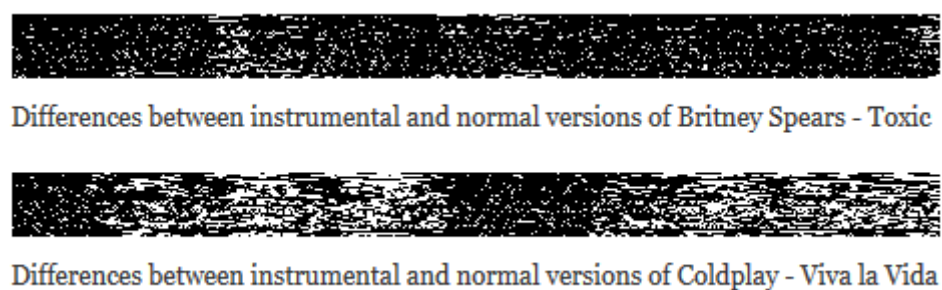 Differences between instrumental and normal versions of Britney Spears - Toxic
Differences between instrumental and normal versions of Coldplay - Viva la Vida